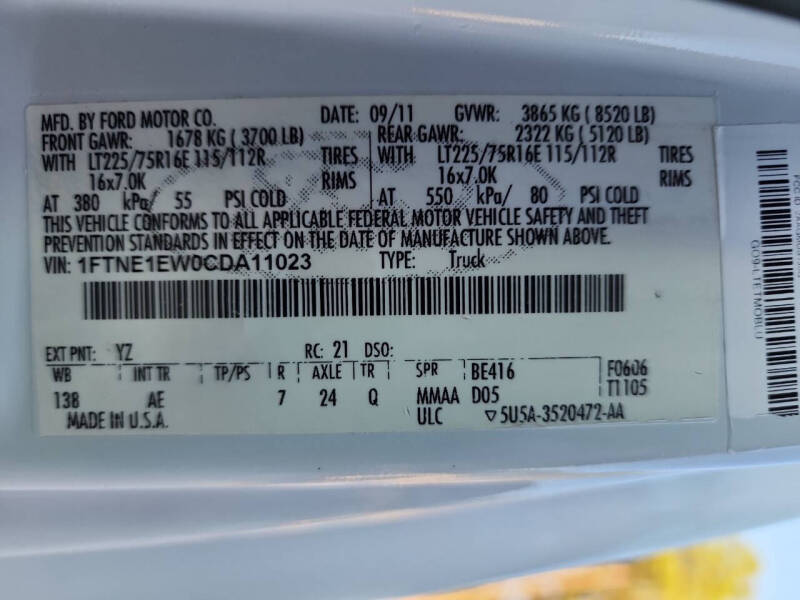 MFD. BY FORD MOTOR CO. DATE: 09/11 GVWR: 3865 KG ( 8520 LB)
FRONT GAWR: 1678 KG ( 3700 LB) REAR GAWR: 2322 KG ( 5120 LB)
WITH LT225/75R16E 115/112R TIRES WITH LT225/75R16E 115/112R TIRES
16x7.0K RIMS 16x7.0K RIMS
AT 380 kPa/ 55 PSI COLD AT 550 kPa/ 80 PSI COLD
THIS VEHICLE CONFORMS TO ALL APPLICABLE FEDERAL MOTOR VEHICLE SAFETY AND THEFT
PREVENTION STANDARDS IN EFFECT ON THE DATE OF MANUFACTURE SHOWN ABOVE.
VIN: 1FTNE1EW0CDA11023 TYPE: Truck
EXT PNT: YZ RC: 21 DSO:
WB INT TR TP/PS R AXLE TR SPR BE416 F0606
138 AE 7 24 Q MMAA D05 T1105
MADE IN U.S.A. ULC ▽5U5A-3520472-AA
FCC ID
GO9-LTETMOBLU